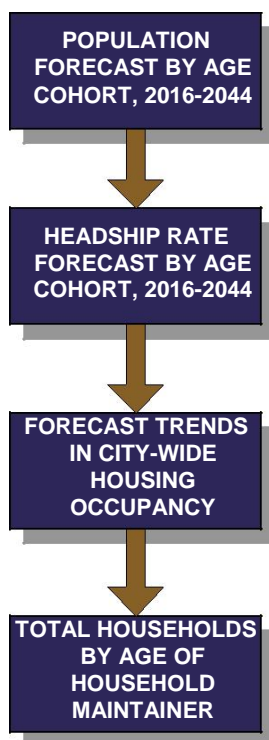 POPULATION
FORECAST BY AGE
COHORT, 2016-2044
HEADSHIP RATE
FORECAST BY AGE
COHORT, 2016-2044
FORECAST TRENDS
IN CITY-WIDE
HOUSING
OCCUPANCY
TOTAL HOUSEHOLDS
BY AGE OF
HOUSEHOLD
MAINTAINER